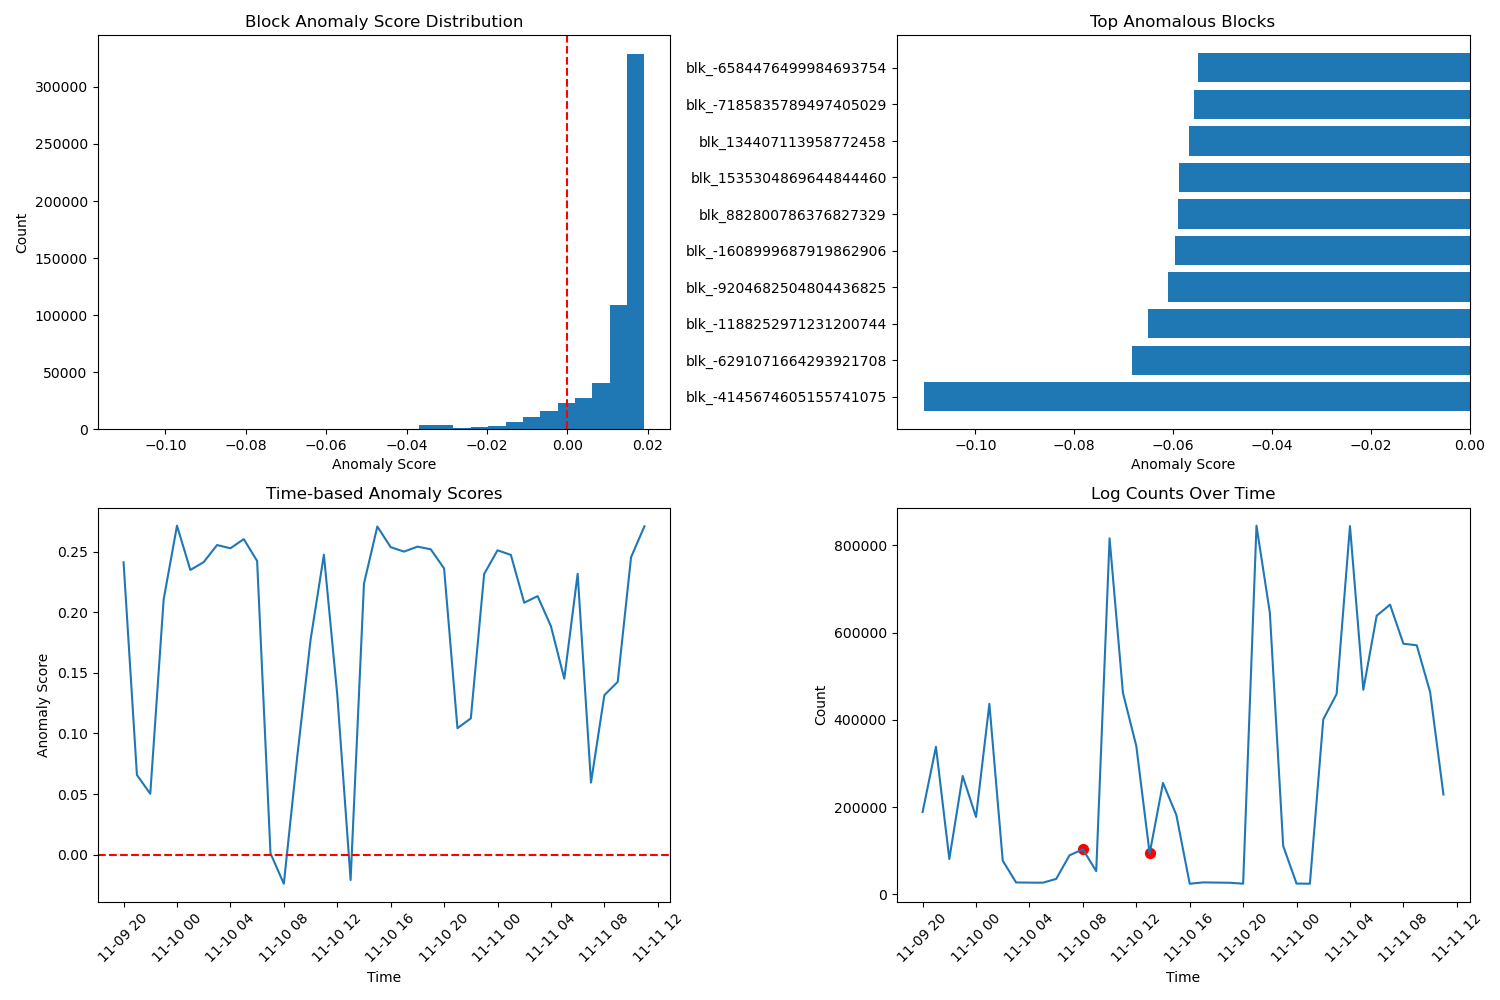 Block Anomaly Score Distribution
Count
300000
250000
200000
150000
100000
50000
0
−0.10 −0.08 −0.06 −0.04 −0.02 0.00 0.02
Anomaly Score
Top Anomalous Blocks
blk_-6584476499984693754
blk_-7185835789497405029
blk_134407113958772458
blk_1535304869644844460
blk_882800786376827329
blk_-1608999687919862906
blk_-9204682504804436825
blk_-1188252971231200744
blk_-6291071664293921708
blk_-4145674605155741075
−0.10 −0.08 −0.06 −0.04 −0.02 0.00
Anomaly Score
Time-based Anomaly Scores
Anomaly Score
0.25
0.20
0.15
0.10
0.05
0.00
11-09 20 11-10 00 11-10 04 11-10 08 11-10 12 11-10 16 11-10 20 11-11 00 11-11 04 11-11 08 11-11 12
Time
Log Counts Over Time
Count
800000
600000
400000
200000
0
11-09 20 11-10 00 11-10 04 11-10 08 11-10 12 11-10 16 11-10 20 11-11 00 11-11 04 11-11 08 11-11 12
Time